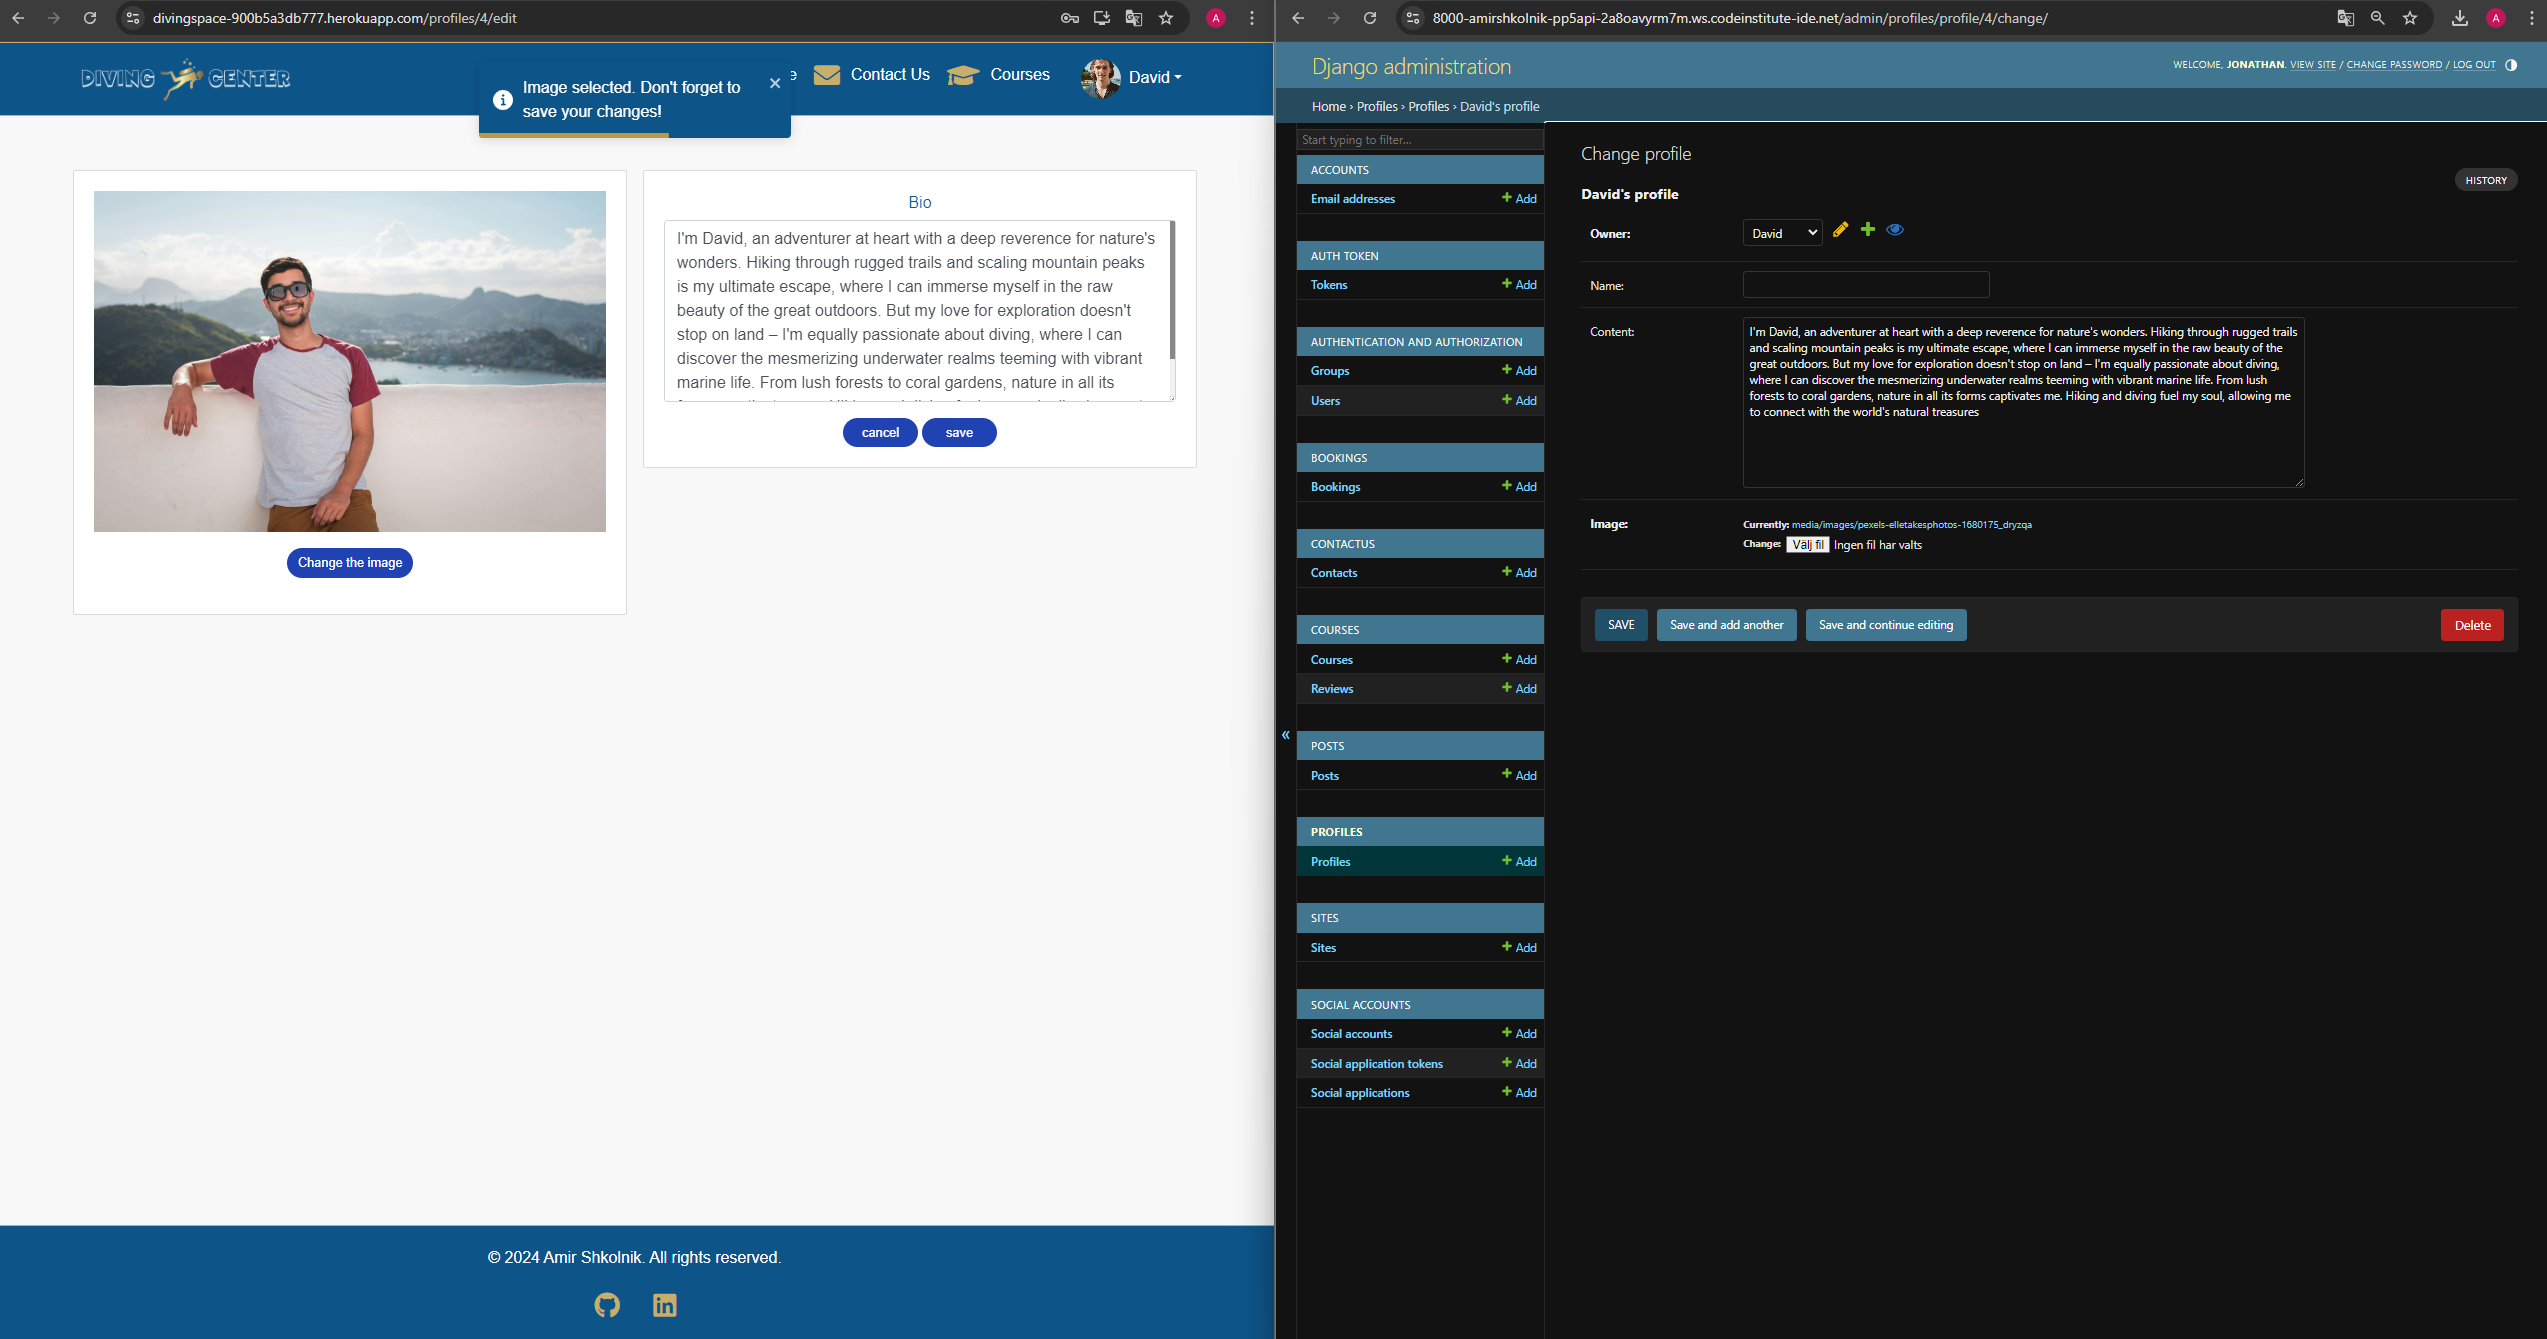 divingspace-900b5a3db777.herokuapp.com/profiles/4/edit
A
DIVING CENTER
e
Contact Us
Courses
David
Image selected. Don't forget to
save your changes!
Change the image
Bio
I'm David, an adventurer at heart with a deep reverence for nature's
wonders. Hiking through rugged trails and scaling mountain peaks
is my ultimate escape, where I can immerse myself in the raw
beauty of the great outdoors. But my love for exploration doesn't
stop on land – I'm equally passionate about diving, where I can
discover the mesmerizing underwater realms teeming with vibrant
marine life. From lush forests to coral gardens, nature in all its
cancel
save
© 2024 Amir Shkolnik. All rights reserved.
8000-amirshkolnik-pp5api-2a8oavyrm7m.ws.codeinstitute-ide.net/admin/profiles/profile/4/change/
A
Django administration
WELCOME, JONATHAN. VIEW SITE / CHANGE PASSWORD / LOG OUT
Home › Profiles › Profiles › David's profile
Start typing to filter...
ACCOUNTS
Email addresses
Add
AUTH TOKEN
Tokens
Add
AUTHENTICATION AND AUTHORIZATION
Groups
Add
Users
Add
BOOKINGS
Bookings
Add
CONTACTUS
Contacts
Add
COURSES
Courses
Add
Reviews
Add
POSTS
Posts
Add
PROFILES
Profiles
Add
SITES
Sites
Add
SOCIAL ACCOUNTS
Social accounts
Add
Social application tokens
Add
Social applications
Add
«
Change profile
HISTORY
David's profile
Owner:
David
Name:
Content:
I'm David, an adventurer at heart with a deep reverence for nature's wonders. Hiking through rugged trails
and scaling mountain peaks is my ultimate escape, where I can immerse myself in the raw beauty of the
great outdoors. But my love for exploration doesn't stop on land – I'm equally passionate about diving,
where I can discover the mesmerizing underwater realms teeming with vibrant marine life. From lush
forests to coral gardens, nature in all its forms captivates me. Hiking and diving fuel my soul, allowing me
to connect with the world's natural treasures
Image:
Currently: media/images/pexels-elletakesphotos-1680175_dryzqa
Change: Välj fil Ingen fil har valts
SAVE
Save and add another
Save and continue editing
Delete